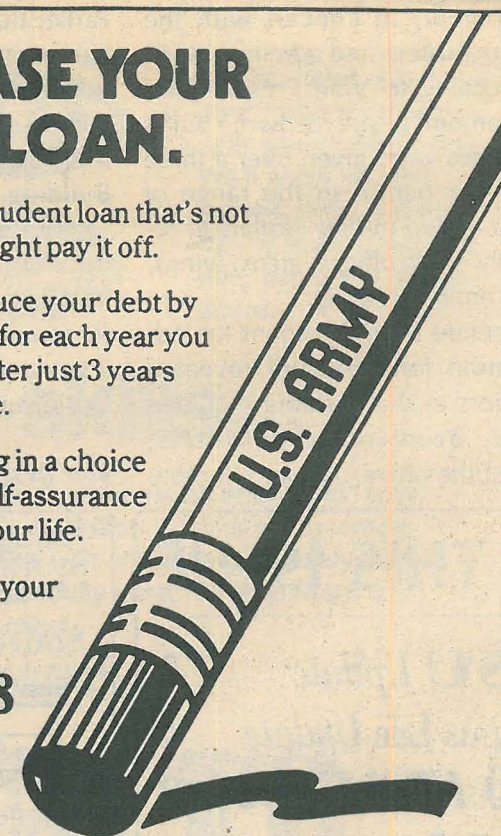 ASE YOUR
LOAN.
udent loan that's not
ght pay it off.
uce your debt by
for each year you
ter just 3 years
e.
g in a choice
lf-assurance
our life.
your
8
U.S. ARMY